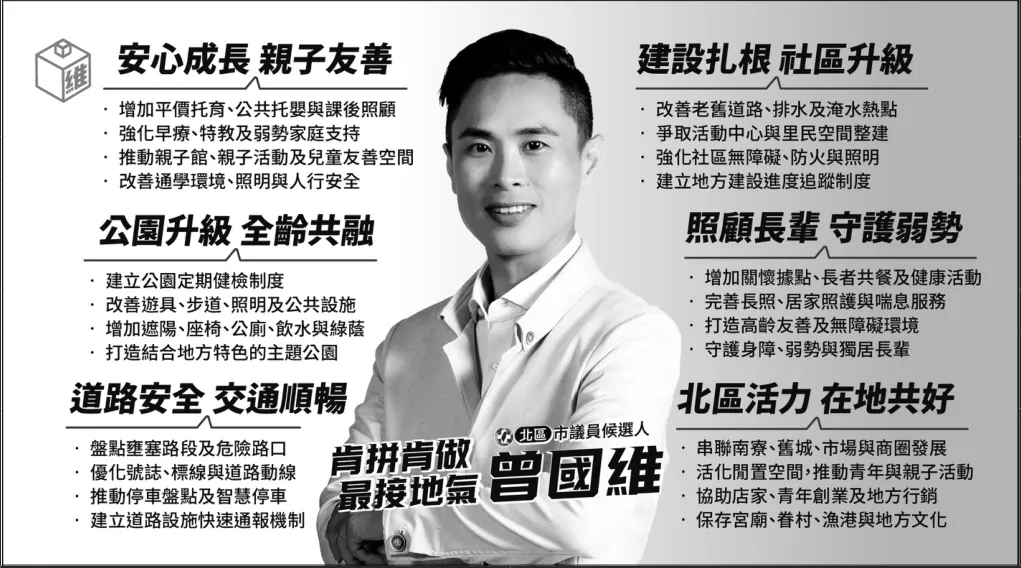 維
安心成長 親子友善
· 增加平價托育、公共托嬰與課後照顧
· 強化早療、特教及弱勢家庭支持
· 推動親子館、親子活動及兒童友善空間
· 改善通學環境、照明與人行安全
公園升級 全齡共融
· 建立公園定期健檢制度
· 改善遊具、步道、照明及公共設施
· 增加遮陽、座椅、公廁、飲水與綠蔭
· 打造結合地方特色的主題公園
道路安全 交通順暢
· 盤點壅塞路段及危險路口
· 優化號誌、標線與道路動線
· 推動停車盤點及智慧停車
· 建立道路設施快速通報機制
建設扎根 社區升級
· 改善老舊道路、排水及淹水熱點
· 爭取活動中心與里民空間整建
· 強化社區無障礙、防火與照明
· 建立地方建設進度追蹤制度
照顧長輩 守護弱勢
· 增加關懷據點、長者共餐及健康活動
· 完善長照、居家照護與喘息服務
· 打造高齡友善及無障礙環境
· 守護身障、弱勢與獨居長輩
北區活力 在地共好
· 串聯南寮、舊城、市場與商圈發展
· 活化閒置空間，推動青年與親子活動
· 協助店家、青年創業及地方行銷
· 保存宮廟、眷村、漁港與地方文化
肯拼肯做
最接地氣
北區 市議員候選人
曾國維